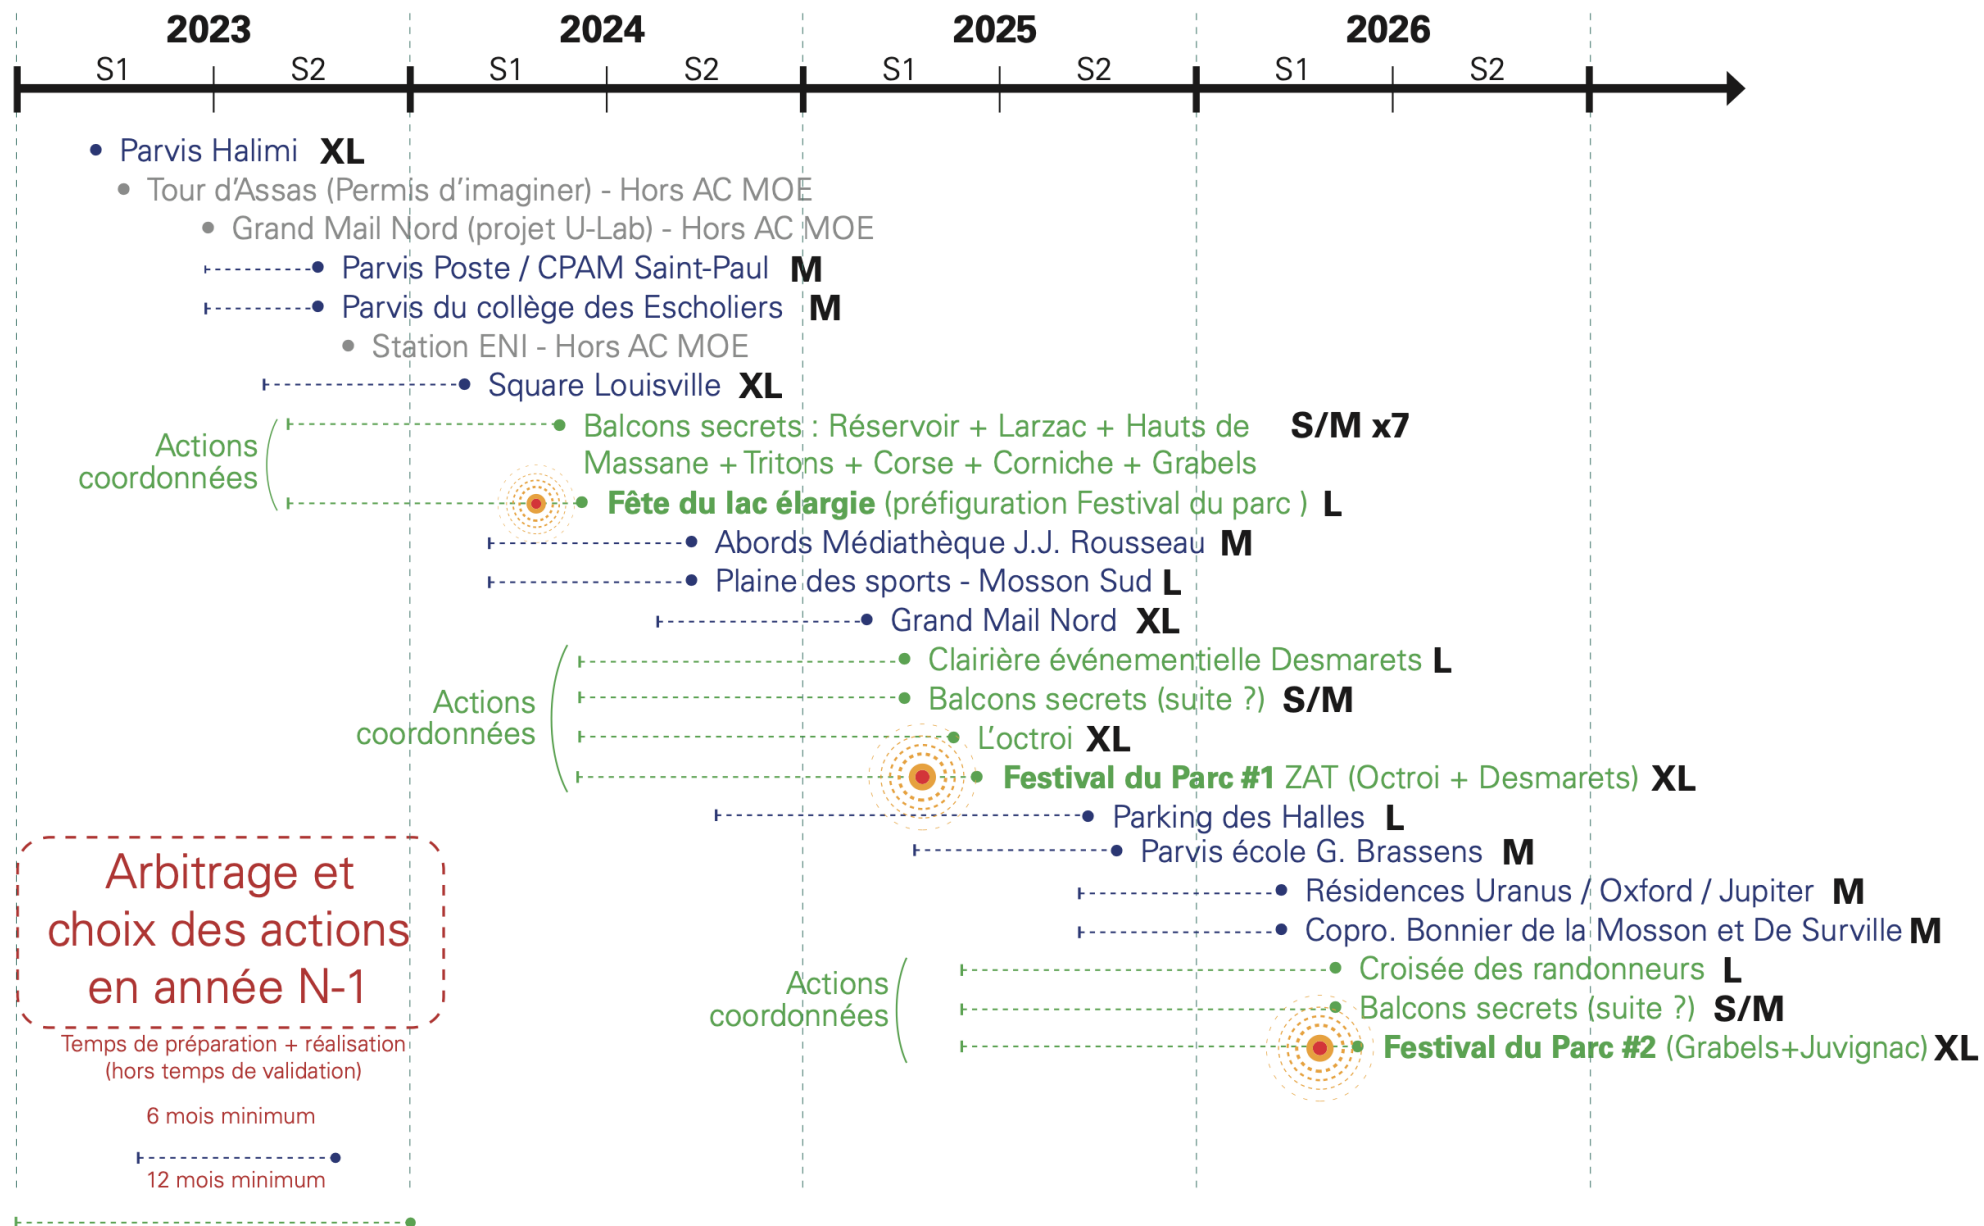 2023 2024 2025 2026
S1 S2 S1 S2 S1 S2 S1 S2
Parvis Halimi XL
Tour d'Assas (Permis d'imaginer) - Hors AC MOE
Grand Mail Nord (projet U-Lab) - Hors AC MOE
Parvis Poste / CPAM Saint-Paul M
Parvis du collège des Escholiers M
Station ENI - Hors AC MOE
Square Louisville XL
Actions
coordonnées
Balcons secrets : Réservoir + Larzac + Hauts de S/M x7
Massane + Tritons + Corse + Corniche + Grabels
Fête du lac élargie (préfiguration Festival du parc ) L
Abords Médiathèque J.J. Rousseau M
Plaine des sports - Mosson Sud L
Grand Mail Nord XL
Actions
coordonnées
Clairière événementielle Desmarets L
Balcons secrets (suite ?) S/M
L'octroi XL
Festival du Parc #1 ZAT (Octroi + Desmarets) XL
Parking des Halles L
Parvis école G. Brassens M
Résidences Uranus / Oxford / Jupiter M
Copro. Bonnier de la Mosson et De Surville M
Actions
coordonnées
Croisée des randonneurs L
Balcons secrets (suite ?) S/M
Festival du Parc #2 (Grabels+Juvignac) XL
Arbitrage et
choix des actions
en année N-1
Temps de préparation + réalisation
(hors temps de validation)
6 mois minimum
12 mois minimum